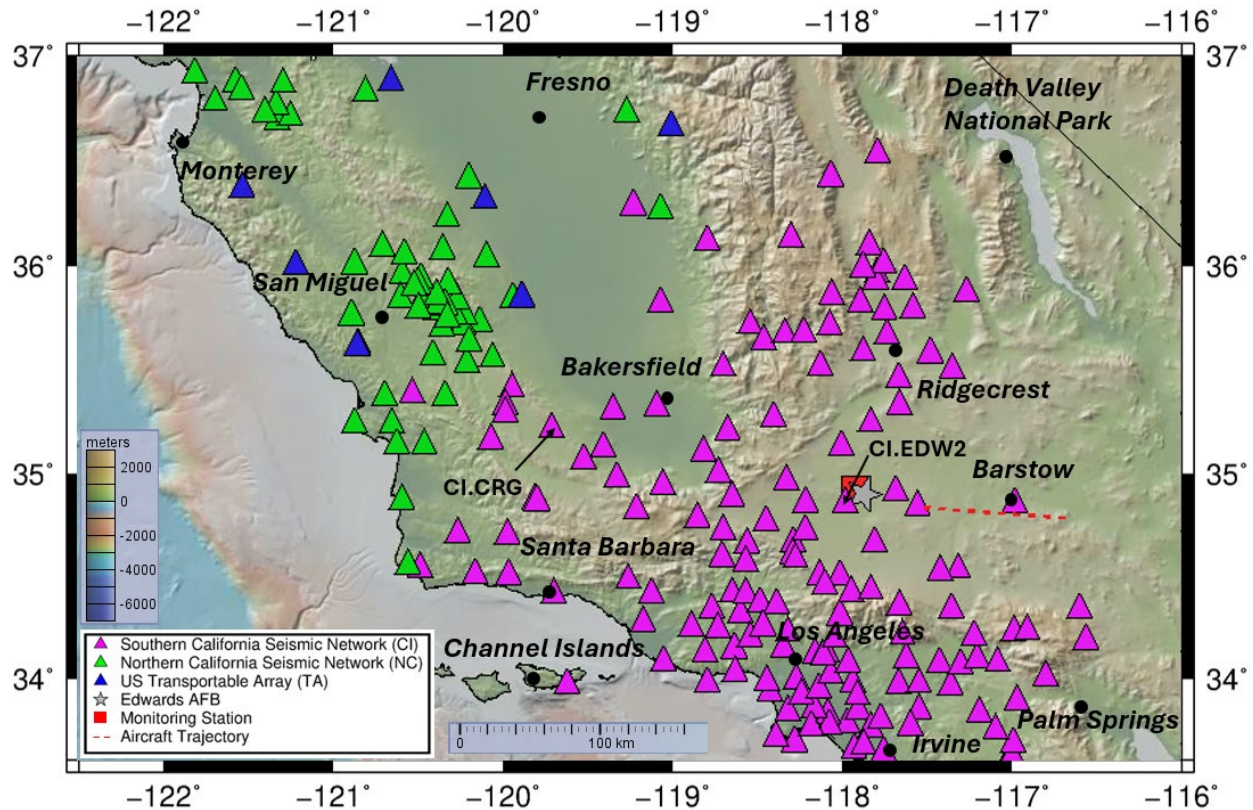 −122° −121° −120° −119° −118° −117° −116°
37° 37°
Fresno
Death Valley
National Park
Monterey
36° 36°
San Miguel
Bakersfield
Ridgecrest
CI.EDW2
35° 35°
Barstow
CI.CRG
meters
2000
0
-2000
-4000
-6000
Santa Barbara
Los Angeles
Channel Islands
Southern California Seismic Network (CI)
Northern California Seismic Network (NC)
US Transportable Array (TA)
Edwards AFB
Monitoring Station
Aircraft Trajectory
34° 34°
Palm Springs
0 100 km
Irvine
−122° −121° −120° −119° −118° −117° −116°